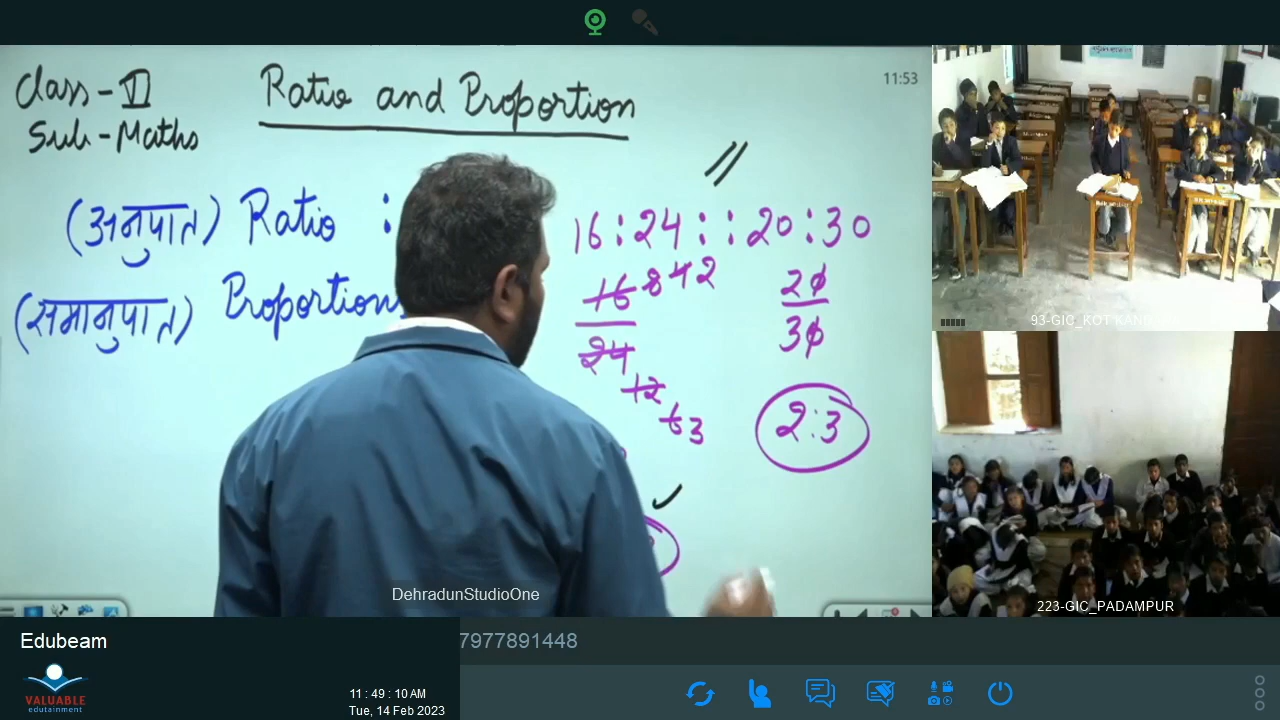 Class - VI
Sub - Maths
Ratio and Proportion
11:53
(अनुपात) Ratio :
(समानुपात) Proportions
16 : 24 : : 20 : 30
16 8 4 2
24
12
6 3
20
30
2:3
DehradunStudioOne
93-GIC_KOT
223-GIC_PADAMPUR
Edubeam
7977891448
VALUABLE
edutainment
11 : 49 : 10 AM
Tue, 14 Feb 2023